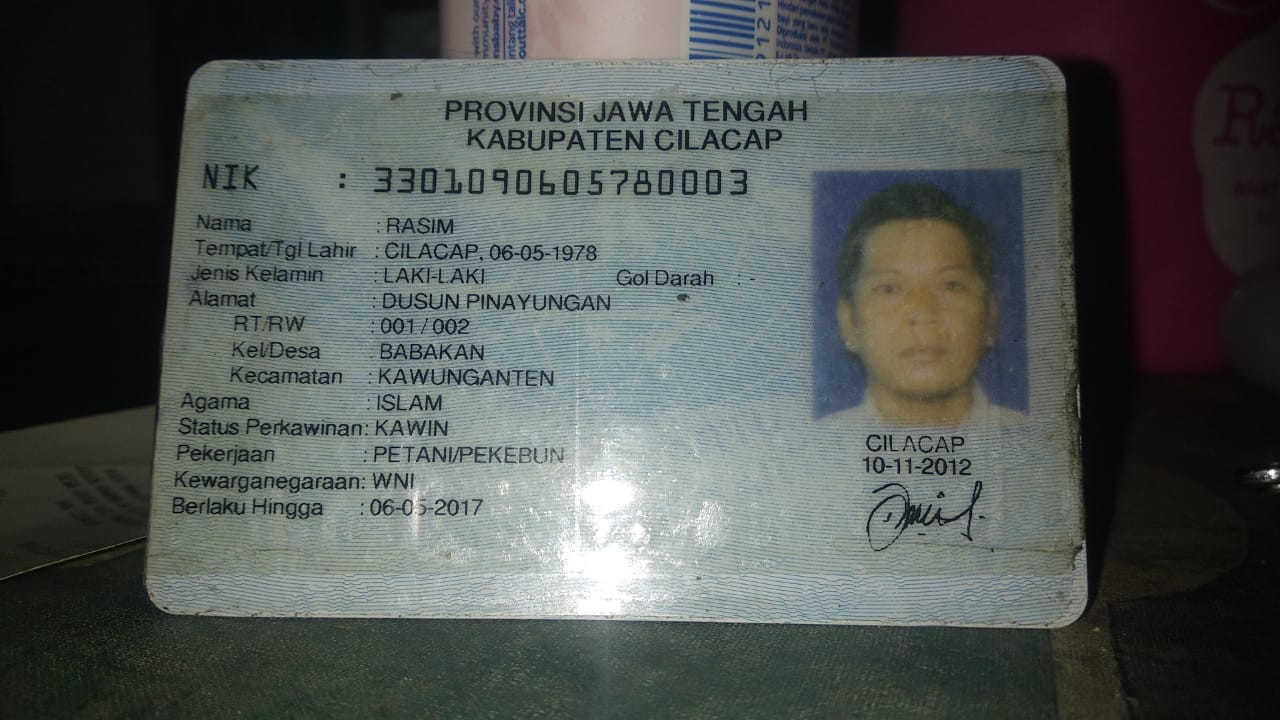 PROVINSI JAWA TENGAH
KABUPATEN CILACAP
NIK : 3301090605780003
Nama : RASIM
Tempat/Tgl Lahir : CILACAP, 06-05-1978
Jenis Kelamin : LAKI-LAKI Gol Darah : -
Alamat : DUSUN PINAYUNGAN
RT/RW : 001 / 002
Kel/Desa : BABAKAN
Kecamatan : KAWUNGANTEN
Agama : ISLAM
Status Perkawinan: KAWIN
Pekerjaan : PETANI/PEKEBUN
Kewarganegaraan: WNI
Berlaku Hingga : 06-05-2017
CILACAP
10-11-2012